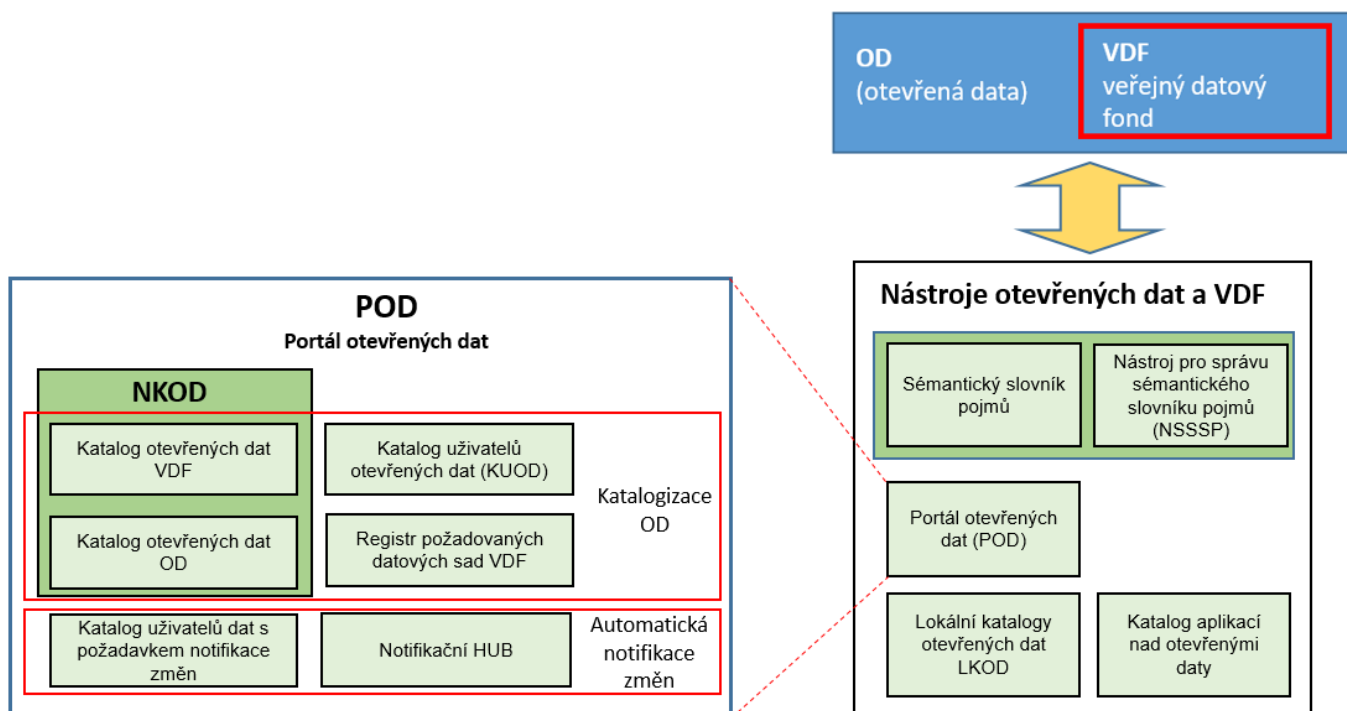 OD
(otevřená data)
VDF
veřejný datový
fond
POD
Portál otevřených dat
NKOD
Katalog otevřených dat
VDF
Katalog uživatelů
otevřených dat (KUOD)
Katalog otevřených dat
OD
Registr požadovaných
datových sad VDF
Katalogizace
OD
Katalog uživatelů dat s
požadavkem notifikace
změn
Notifikační HUB
Automatická
notifikace
změn
Nástroje otevřených dat a VDF
Sémantický slovník
pojmů
Nástroj pro správu
sémantického
slovníku pojmů
(NSSSP)
Portál otevřených
dat (POD)
Lokální katalogy
otevřených dat
LKOD
Katalog aplikací
nad otevřenými
daty